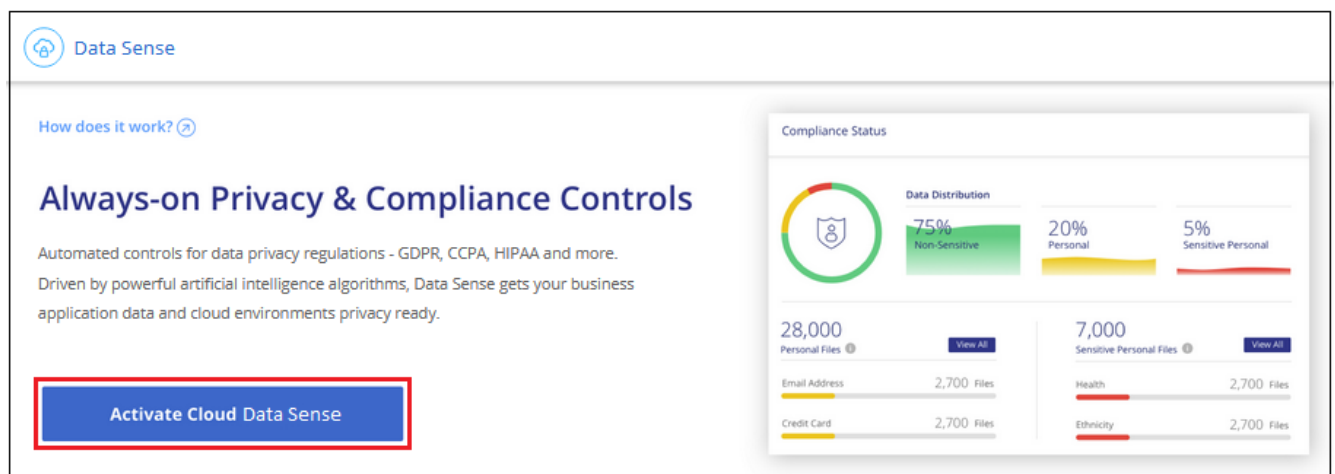 Data Sense
How does it work?
Always-on Privacy & Compliance Controls
Automated controls for data privacy regulations - GDPR, CCPA, HIPAA and more.
Driven by powerful artificial intelligence algorithms, Data Sense gets your business
application data and cloud environments privacy ready.
Activate Cloud Data Sense
Compliance Status
Data Distribution
75%
Non-Sensitive
20%
Personal
5%
Sensitive Personal
28,000
Personal Files
View All
Email Address 2,700 Files
Credit Card 2,700 Files
7,000
Sensitive Personal Files
View All
Health 2,700 Files
Ethnicity 2,700 Files